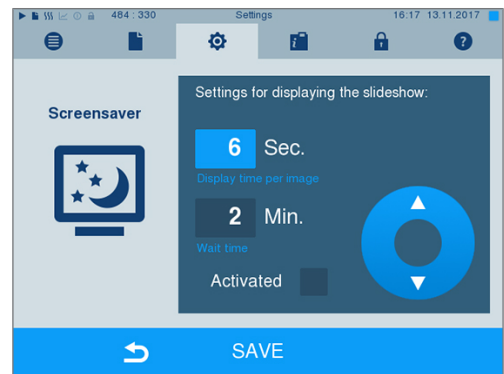 484 : 330 Settings 16:17 13.11.2017
Screensaver
Settings for displaying the slideshow:
6 Sec.
Display time per image
2 Min.
Wait time
Activated
SAVE